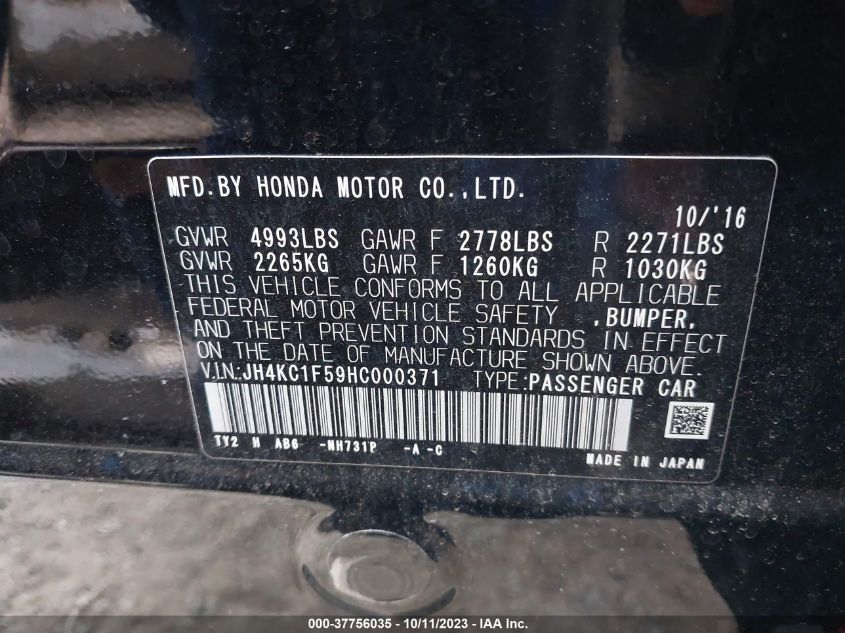 MFD.BY HONDA MOTOR CO.,LTD.
10/'16
GVWR 4993LBS GAWR F 2778LBS R 2271LBS
GVWR 2265KG GAWR F 1260KG R 1030KG
THIS VEHICLE CONFORMS TO ALL APPLICABLE
FEDERAL MOTOR VEHICLE SAFETY ,BUMPER,
AND THEFT PREVENTION STANDARDS IN EFFECT
ON THE DATE OF MANUFACTURE SHOWN ABOVE.
V.I.N:JH4KC1F59HC000371 TYPE:PASSENGER CAR
TY2 H AB6 -NH731P -A -C
MADE IN JAPAN
000-37756035 - 10/11/2023 - IAA Inc.